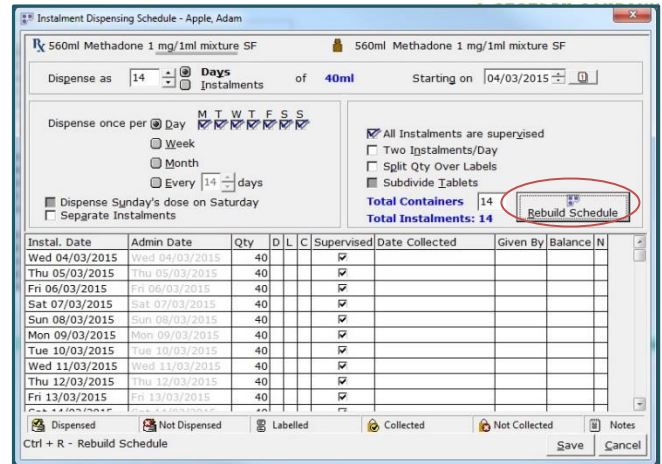 Instalment Dispensing Schedule - Apple, Adam
Rx 560ml Methadone 1 mg/1ml mixture SF
560ml Methadone 1 mg/1ml mixture SF
Dispense as 14 Days Instalments of 40ml Starting on 04/03/2015
Dispense once per Day M T W T F S S
Week
Month
Every 14 days
Dispense Sunday's dose on Saturday
Separate Instalments
All Instalments are supervised
Two Instalments/Day
Split Qty Over Labels
Subdivide Tablets
Total Containers 14
Total Instalments: 14
Rebuild Schedule
Instal. Date Admin Date Qty D L C Supervised Date Collected Given By Balance N
Wed 04/03/2015 Wed 04/03/2015 40
Thu 05/03/2015 Thu 05/03/2015 40
Fri 06/03/2015 Fri 06/03/2015 40
Sat 07/03/2015 Sat 07/03/2015 40
Sun 08/03/2015 Sun 08/03/2015 40
Mon 09/03/2015 Mon 09/03/2015 40
Tue 10/03/2015 Tue 10/03/2015 40
Wed 11/03/2015 Wed 11/03/2015 40
Thu 12/03/2015 Thu 12/03/2015 40
Fri 13/03/2015 Fri 13/03/2015 40
Dispensed Not Dispensed Labelled Collected Not Collected Notes
Ctrl + R - Rebuild Schedule Save Cancel